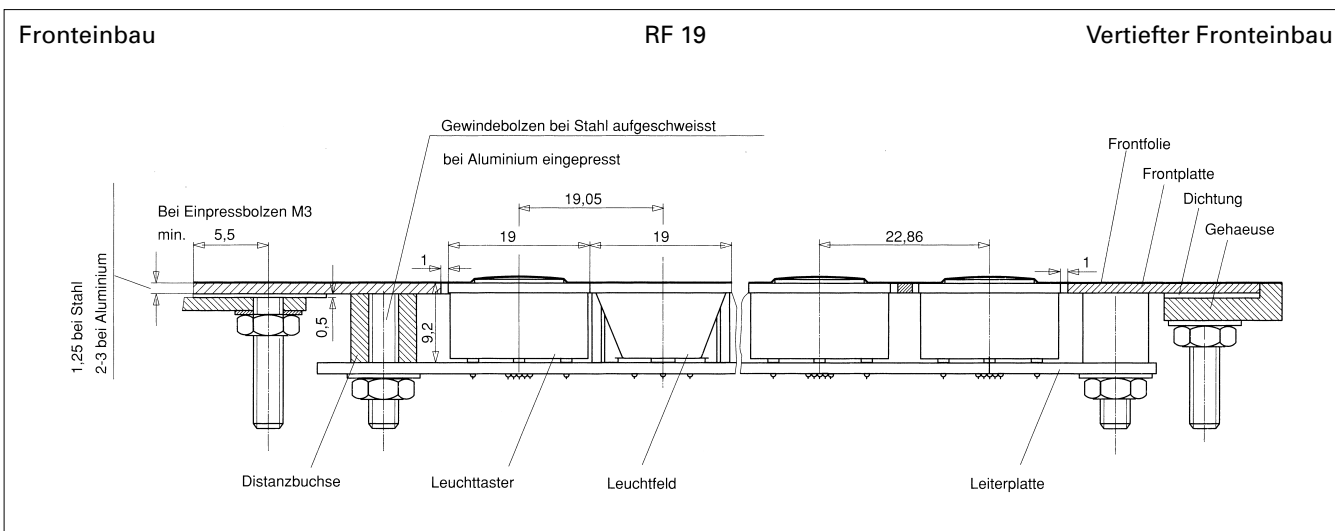 Fronteinbau
RF 19
Vertiefter Fronteinbau
Gewindebolzen bei Stahl aufgeschweisst
bei Aluminium eingepresst
Frontfolie
Frontplatte
Dichtung
Gehaeuse
19,05
Bei Einpressbolzen M3
min.
5,5
19
19
22,86
1
1
1,25 bei Stahl
2-3 bei Aluminium
0,5
9,2
Distanzbuchse
Leuchttaster
Leuchtfeld
Leiterplatte